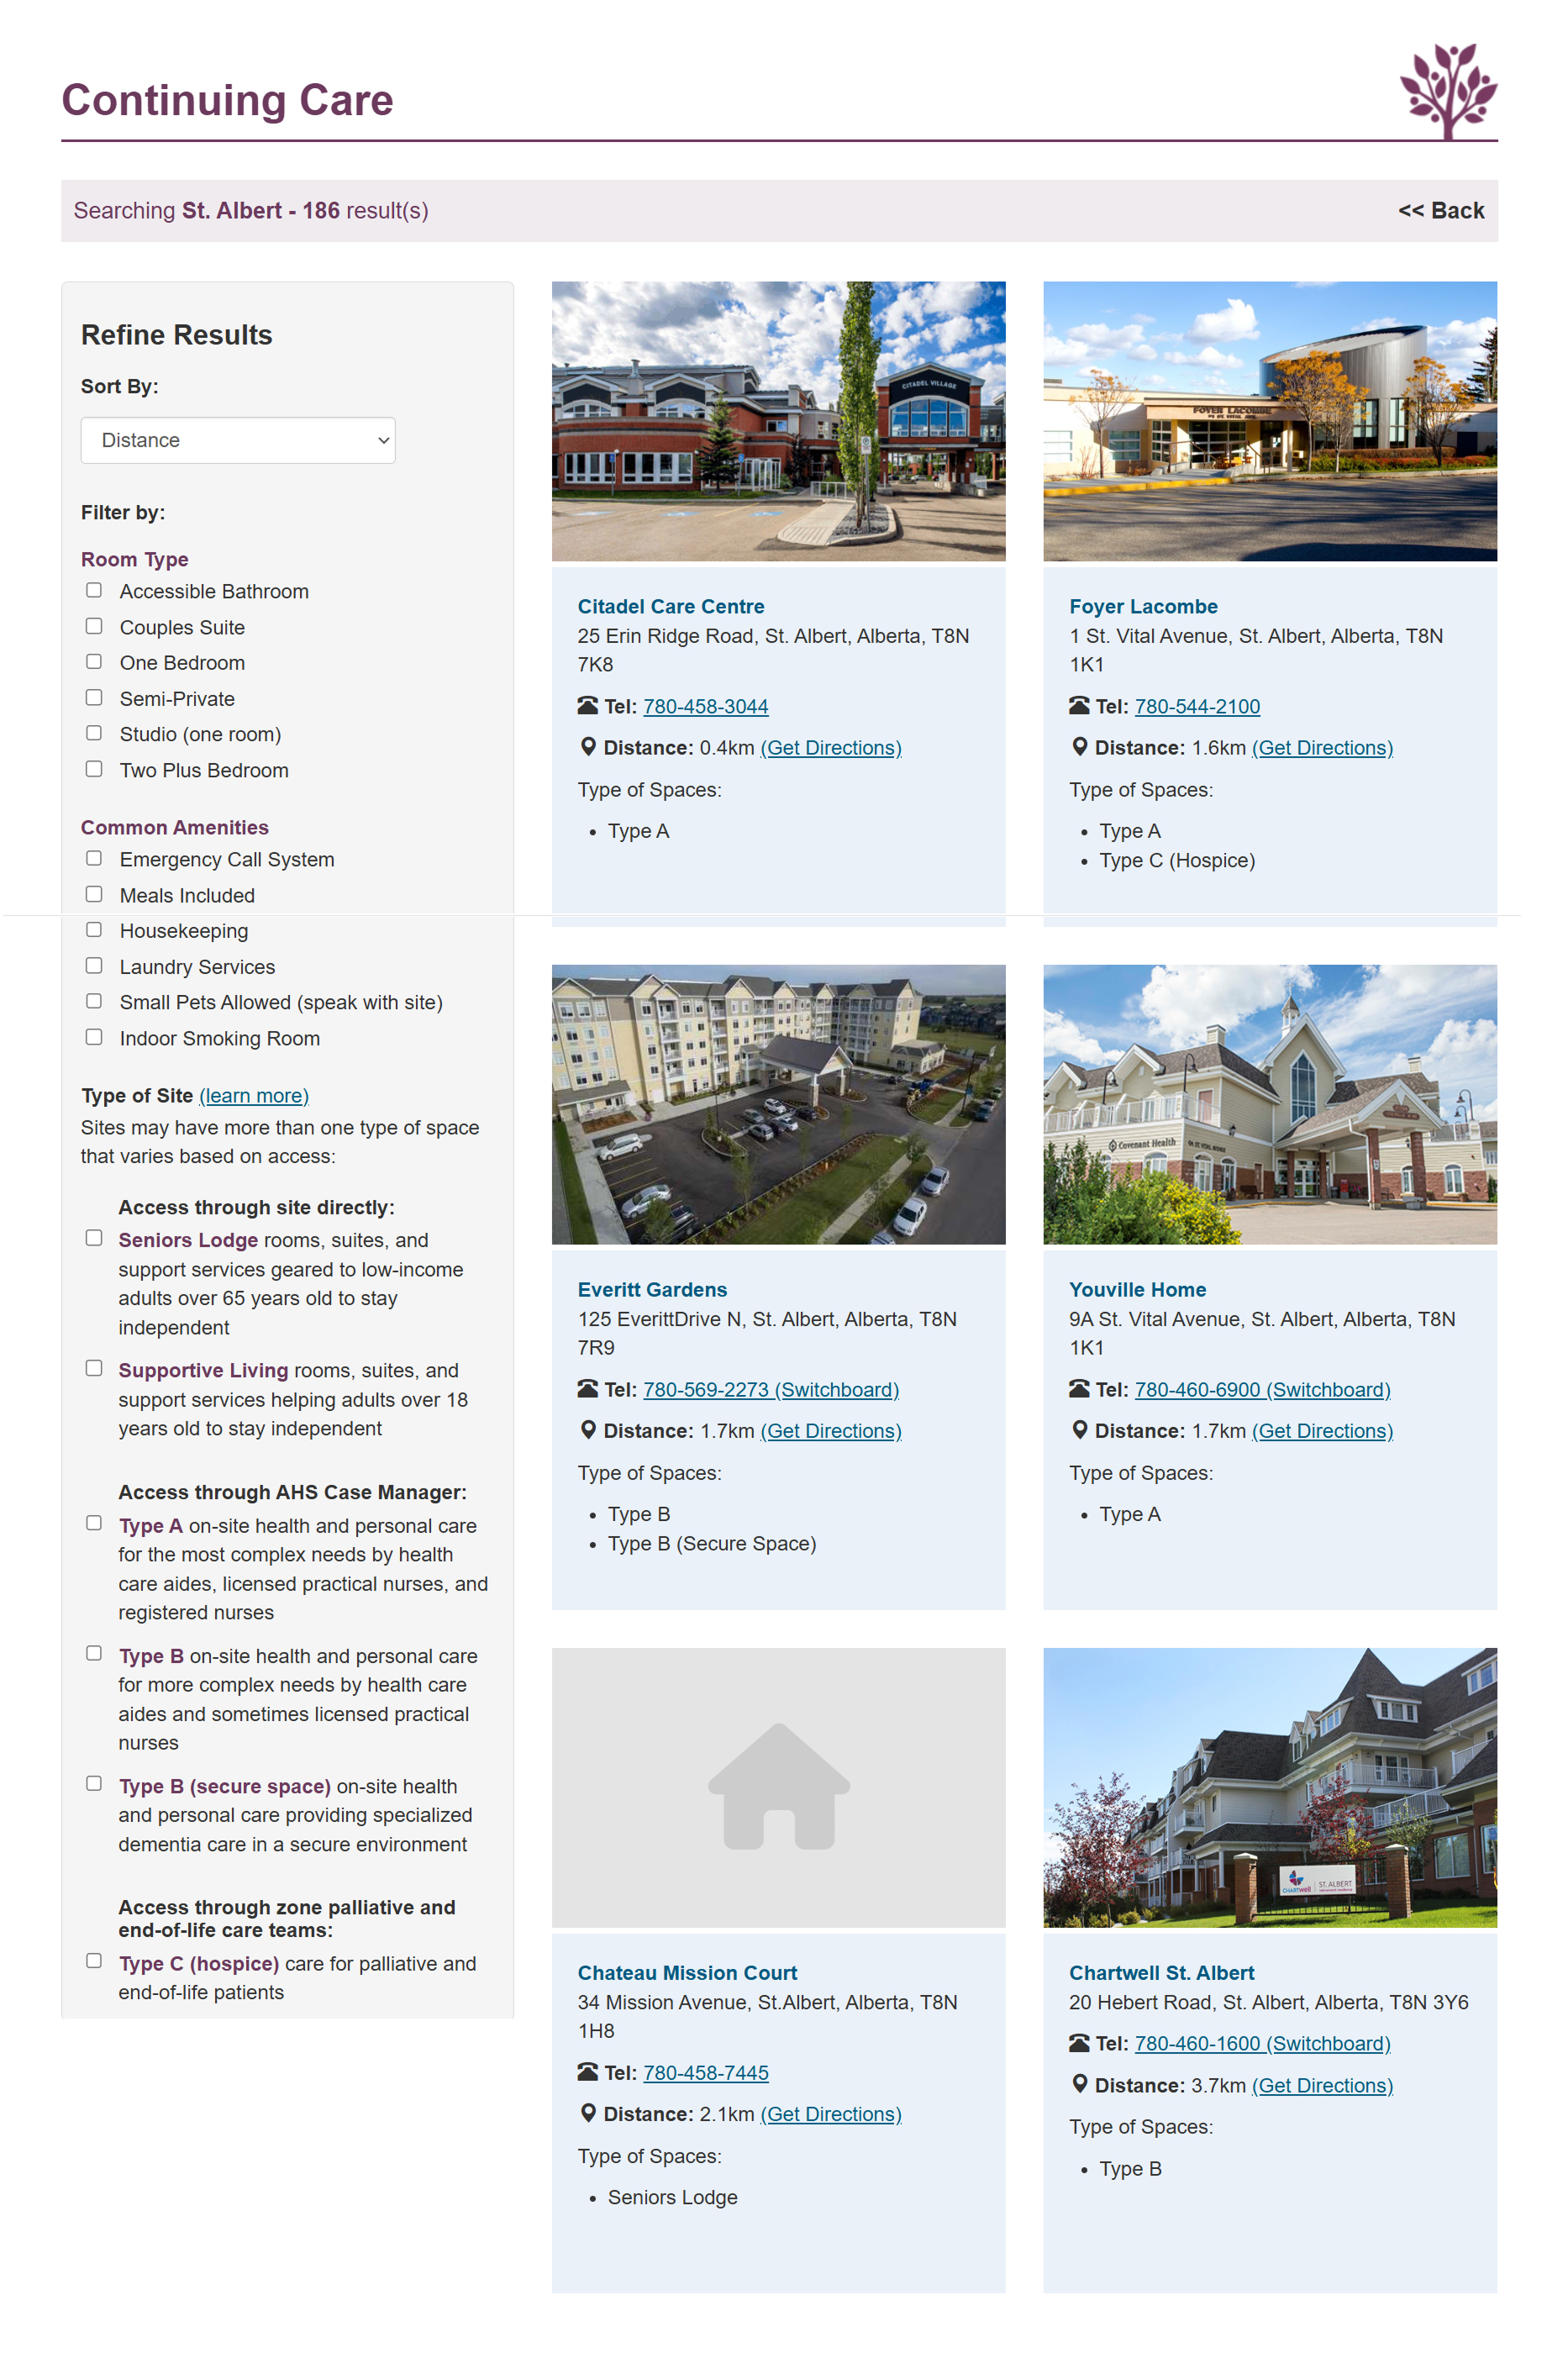 Continuing Care
Searching St. Albert - 186 result(s)
<< Back
Refine Results
Sort By:
Distance
Filter by:
Room Type
Accessible Bathroom
Couples Suite
One Bedroom
Semi-Private
Studio (one room)
Two Plus Bedroom
Common Amenities
Emergency Call System
Meals Included
Housekeeping
Laundry Services
Small Pets Allowed (speak with site)
Indoor Smoking Room
Type of Site (learn more)
Sites may have more than one type of space
that varies based on access:
Access through site directly:
Seniors Lodge rooms, suites, and
support services geared to low-income
adults over 65 years old to stay
independent
Supportive Living rooms, suites, and
support services helping adults over 18
years old to stay independent
Access through AHS Case Manager:
Type A on-site health and personal care
for the most complex needs by health
care aides, licensed practical nurses, and
registered nurses
Type B on-site health and personal care
for more complex needs by health care
aides and sometimes licensed practical
nurses
Type B (secure space) on-site health
and personal care providing specialized
dementia care in a secure environment
Access through zone palliative and
end-of-life care teams:
Type C (hospice) care for palliative and
end-of-life patients
CITADEL VILLAGE
Citadel Care Centre
25 Erin Ridge Road, St. Albert, Alberta, T8N
7K8
Tel: 780-458-3044
Distance: 0.4km (Get Directions)
Type of Spaces:
• Type A
FOYER LACOMBE
Foyer Lacombe
1 St. Vital Avenue, St. Albert, Alberta, T8N
1K1
Tel: 780-544-2100
Distance: 1.6km (Get Directions)
Type of Spaces:
• Type A
• Type C (Hospice)
Everitt Gardens
125 EverittDrive N, St. Albert, Alberta, T8N
7R9
Tel: 780-569-2273 (Switchboard)
Distance: 1.7km (Get Directions)
Type of Spaces:
• Type B
• Type B (Secure Space)
Covenant Health
Youville Home
9A St. Vital Avenue, St. Albert, Alberta, T8N
1K1
Tel: 780-460-6900 (Switchboard)
Distance: 1.7km (Get Directions)
Type of Spaces:
• Type A
Chateau Mission Court
34 Mission Avenue, St.Albert, Alberta, T8N
1H8
Tel: 780-458-7445
Distance: 2.1km (Get Directions)
Type of Spaces:
• Seniors Lodge
CHARTWELL
ST. ALBERT
Chartwell St. Albert
20 Hebert Road, St. Albert, Alberta, T8N 3Y6
Tel: 780-460-1600 (Switchboard)
Distance: 3.7km (Get Directions)
Type of Spaces:
• Type B